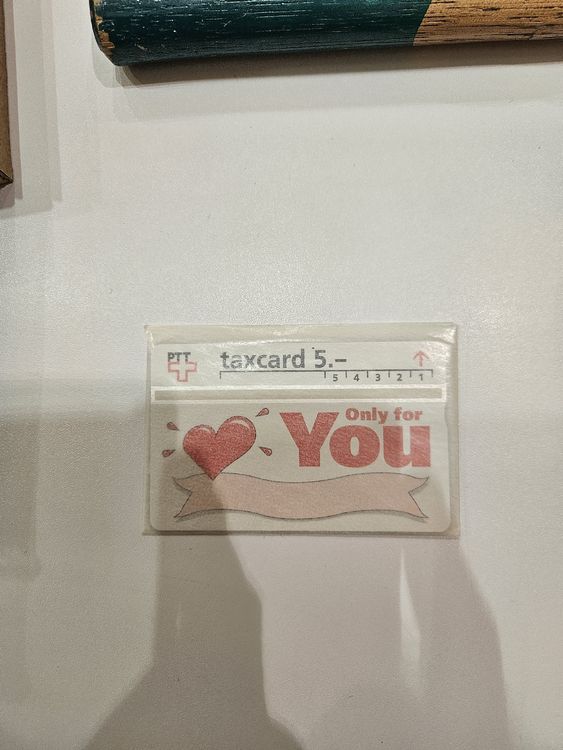 PTT
taxcard 5.–
5 4 3 2 1
Only for
You